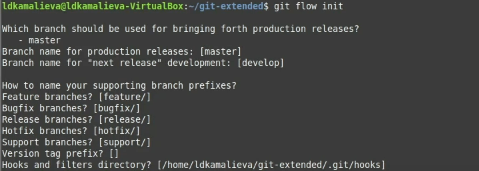 ldkamalieva@ldkamalieva-VirtualBox:~/git-extended$ git flow init
Which branch should be used for bringing forth production releases?
- master
Branch name for production releases: [master]
Branch name for "next release" development: [develop]
How to name your supporting branch prefixes?
Feature branches? [feature/]
Bugfix branches? [bugfix/]
Release branches? [release/]
Hotfix branches? [hotfix/]
Support branches? [support/]
Version tag prefix? []
Hooks and filters directory? [/home/ldkamalieva/git-extended/.git/hooks]